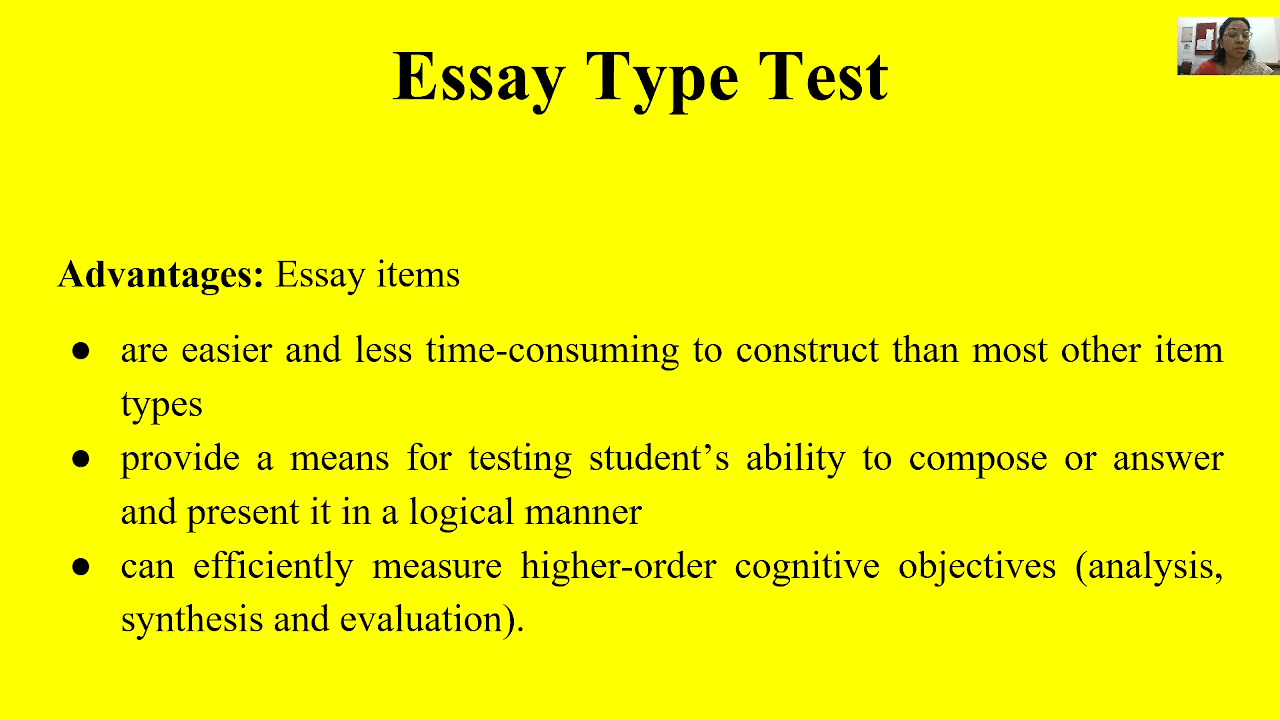 Essay Type Test
Advantages: Essay items
● are easier and less time-consuming to construct than most other item
types
● provide a means for testing student’s ability to compose or answer
and present it in a logical manner
● can efficiently measure higher-order cognitive objectives (analysis,
synthesis and evaluation).